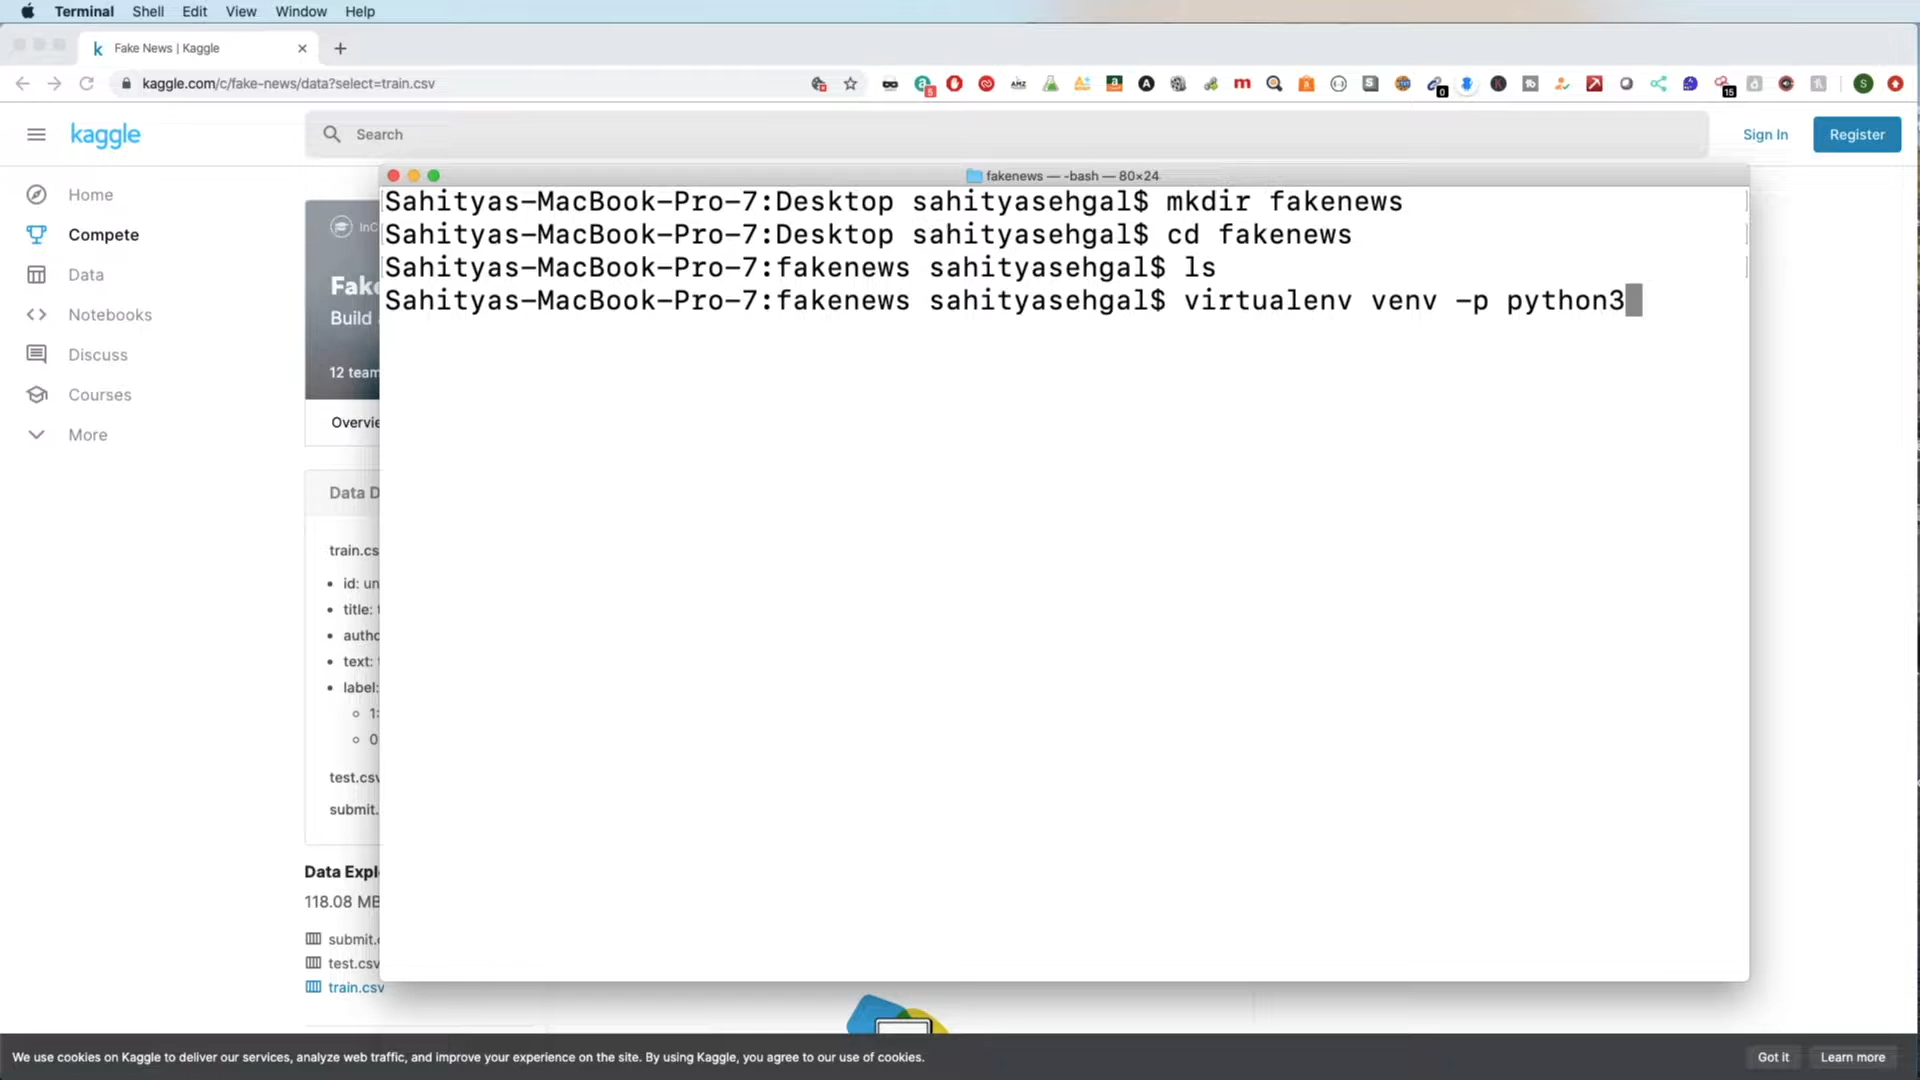 Terminal Shell Edit View Window Help
Fake News | Kaggle
kaggle.com/c/fake-news/data?select=train.csv
kaggle
Search
Sign In
Register
Home
Compete
Data
Notebooks
Discuss
Courses
More
fakenews — -bash — 80×24
Sahityas-MacBook-Pro-7:Desktop sahityasehgal$ mkdir fakenews
Sahityas-MacBook-Pro-7:Desktop sahityasehgal$ cd fakenews
Sahityas-MacBook-Pro-7:fakenews sahityasehgal$ ls
Sahityas-MacBook-Pro-7:fakenews sahityasehgal$ virtualenv venv -p python3
InC
Fake
Build
12 team
Overvie
Data D
train.cs
id: un
title:
autho
text:
label:
1:
0
test.csv
submit.
Data Expl
118.08 MB
submit.c
test.csv
train.csv
We use cookies on Kaggle to deliver our services, analyze web traffic, and improve your experience on the site. By using Kaggle, you agree to our use of cookies.
Got it
Learn more